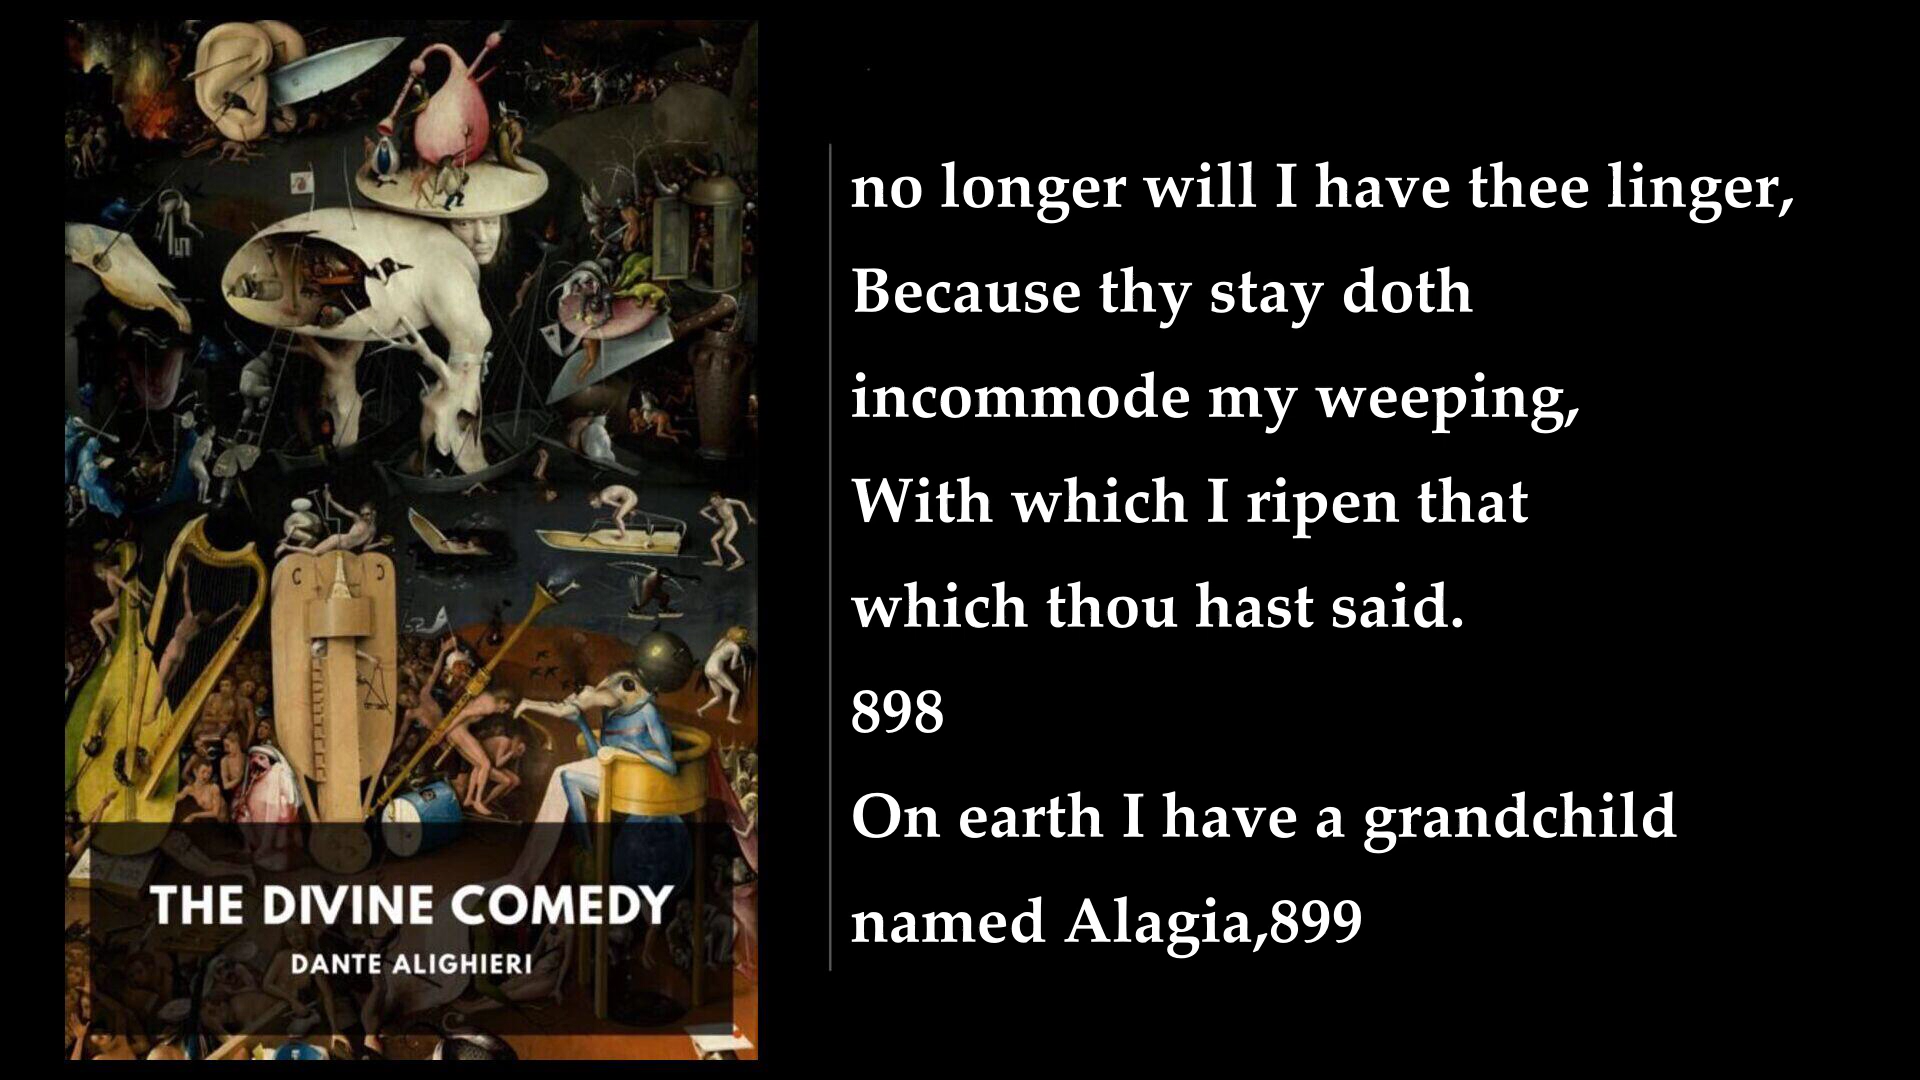 THE DIVINE COMEDY
DANTE ALIGHIERI
no longer will I have thee linger,
Because thy stay doth
incommode my weeping,
With which I ripen that
which thou hast said.
898
On earth I have a grandchild
named Alagia,899